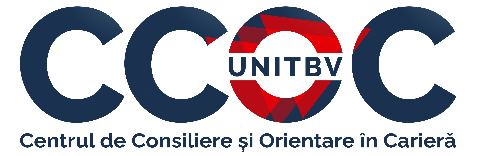 CCOC
UNITBV
Centrul de Consiliere și Orientare în Carieră